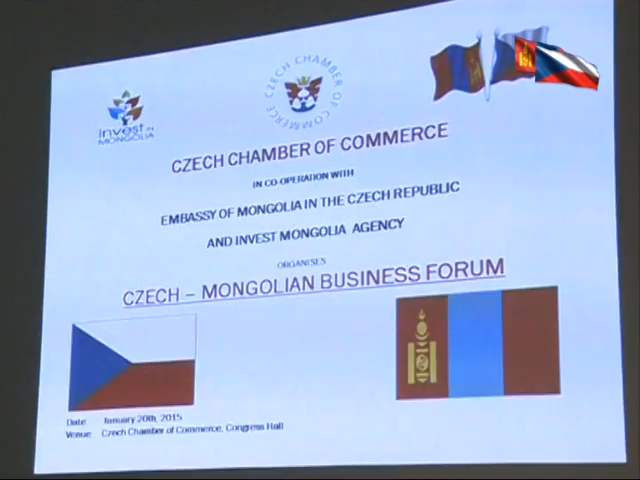 invest IN
MONGOLIA
CZECH CHAMBER OF COMMERCE
CZECH CHAMBER OF COMMERCE
IN CO-OPERATION WITH
EMBASSY OF MONGOLIA IN THE CZECH REPUBLIC
AND INVEST MONGOLIA AGENCY
ORGANISES
CZECH – MONGOLIAN BUSINESS FORUM
Date: January 20th, 2015
Venue: Czech Chamber of Commerce, Congress Hall